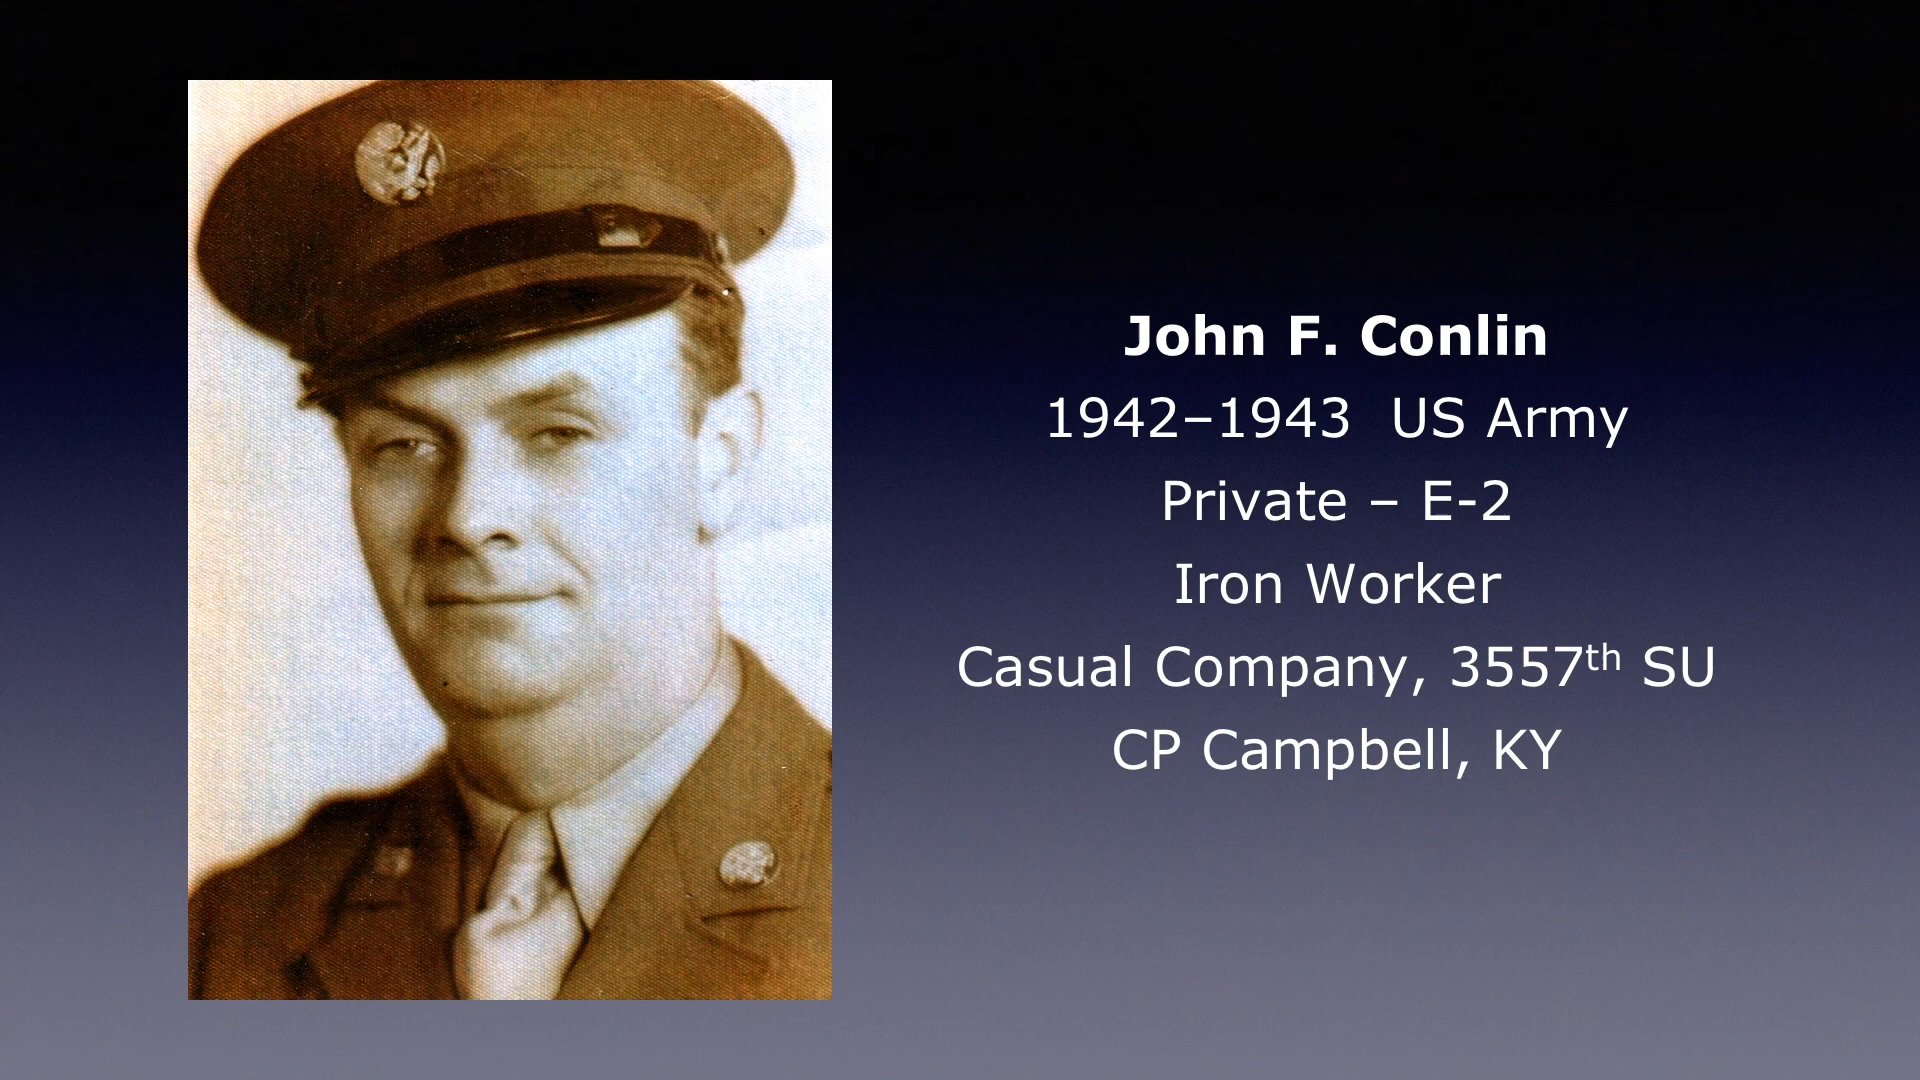 John F. Conlin
1942–1943  US Army
Private – E-2
Iron Worker
Casual Company, 3557th SU
CP Campbell, KY